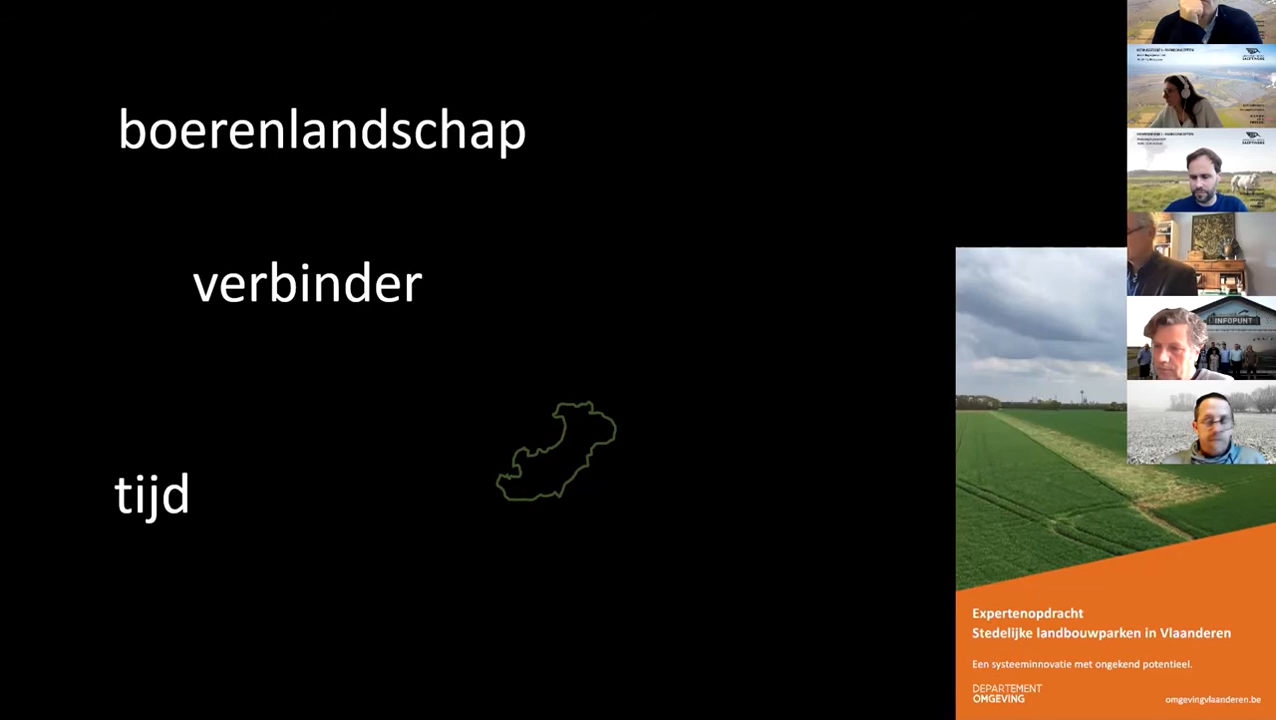 boerenlandschap
verbinder
tijd
INFOPUNT
Expertenopdracht
Stedelijke landbouwparken in Vlaanderen
Een systeeminnovatie met ongekend potentieel.
DEPARTEMENT
OMGEVING
omgevingvlaanderen.be